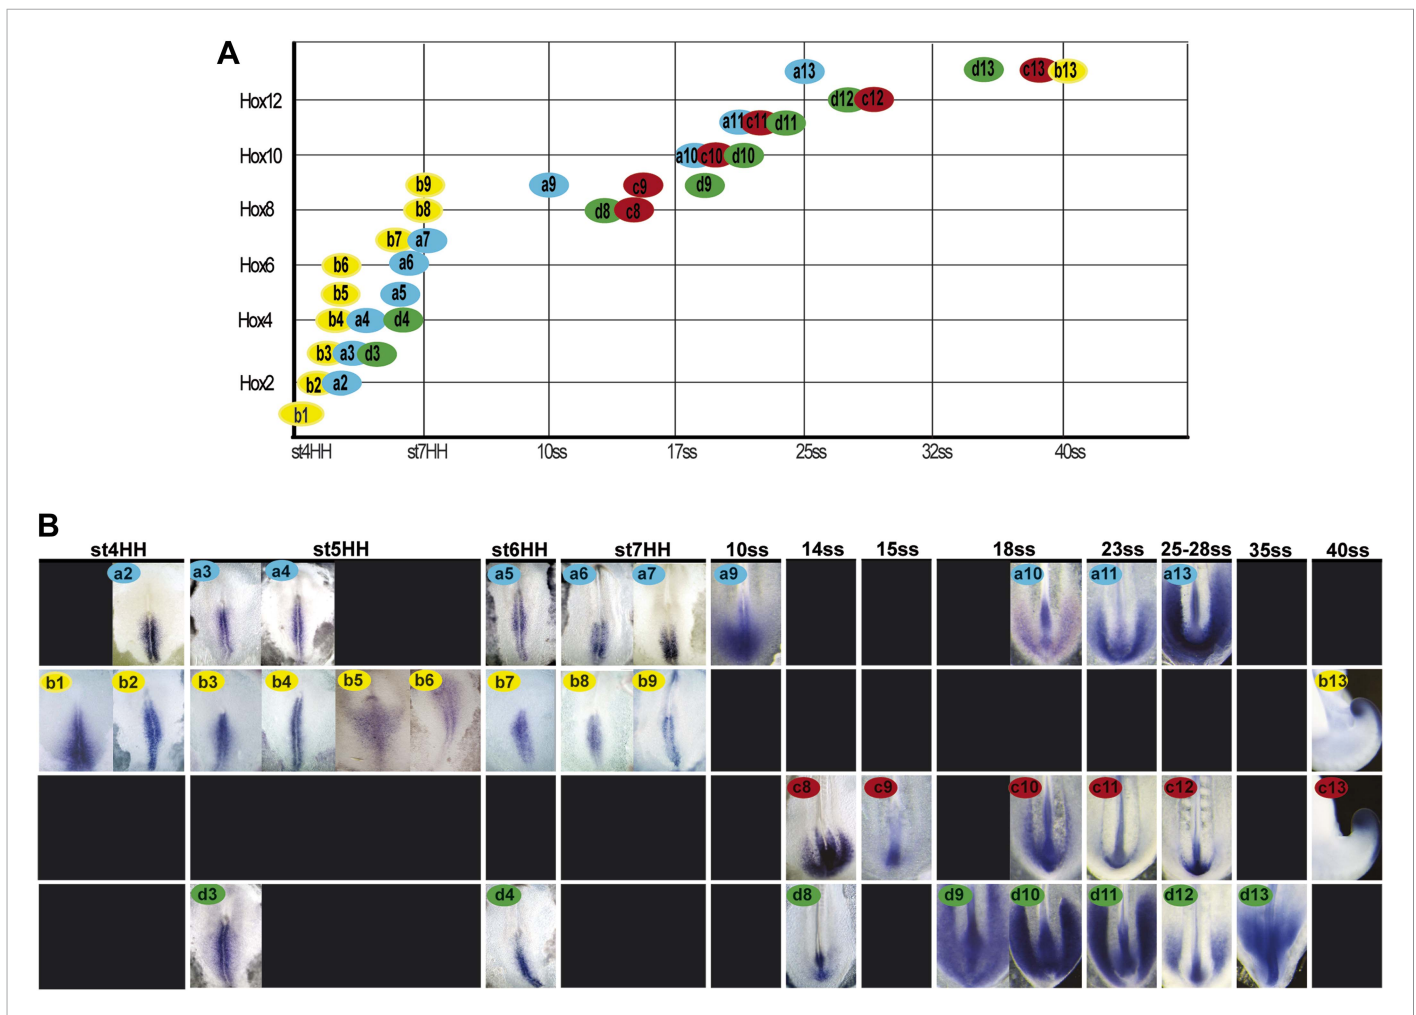 A
a13 d13 c13 b13
Hox12 d12 c12
a11 c11 d11
Hox10 a10 c10 d10
b9 a9 c9 d9
Hox8 b8 d8 c8
b7 a7
Hox6 b6 a6
b5 a5
Hox4 b4 a4 d4
b3 a3 d3
Hox2 b2 a2
b1
st4HH st7HH 10ss 17ss 25ss 32ss 40ss
B
st4HH st5HH st6HH st7HH 10ss 14ss 15ss 18ss 23ss 25-28ss 35ss 40ss
a2 a3 a4 a5 a6 a7 a9 a10 a11 a13
b1 b2 b3 b4 b5 b6 b7 b8 b9 b13
c8 c9 c10 c11 c12 c13
d3 d4 d8 d9 d10 d11 d12 d13